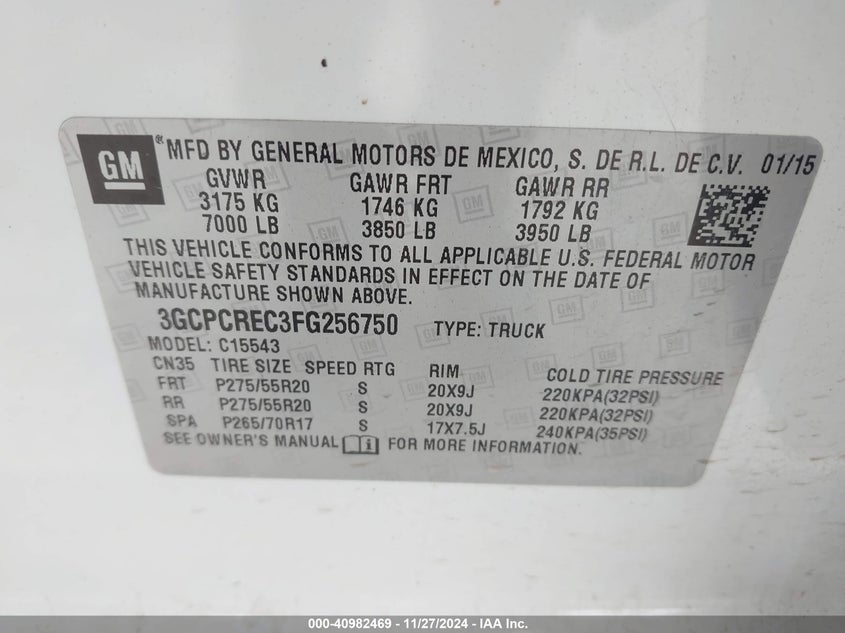 GM ® MFD BY GENERAL MOTORS DE MEXICO, S. DE R.L. DE C.V. 01/15
GVWR GAWR FRT GAWR RR
3175 KG 1746 KG 1792 KG
7000 LB 3850 LB 3950 LB
THIS VEHICLE CONFORMS TO ALL APPLICABLE U.S. FEDERAL MOTOR
VEHICLE SAFETY STANDARDS IN EFFECT ON THE DATE OF
MANUFACTURE SHOWN ABOVE.
3GCPCREC3FG256750 TYPE: TRUCK
MODEL: C15543
CN35 TIRE SIZE SPEED RTG RIM COLD TIRE PRESSURE
FRT P275/55R20 S 20X9J 220KPA(32PSI)
RR P275/55R20 S 20X9J 220KPA(32PSI)
SPA P265/70R17 S 17X7.5J 240KPA(35PSI)
SEE OWNER'S MANUAL i FOR MORE INFORMATION.
000-40982469 - 11/27/2024 - IAA Inc.